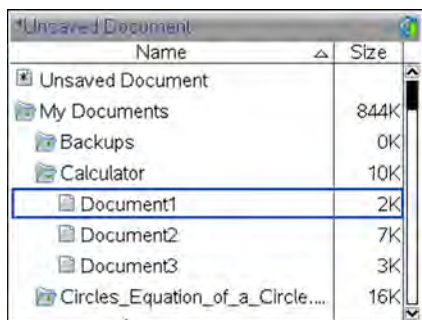 *Unsaved Document
Name Size
Unsaved Document
My Documents 844K
Backups 0K
Calculator 10K
Document1 2K
Document2 7K
Document3 3K
Circles_Equation_of_a_Circle.... 16K